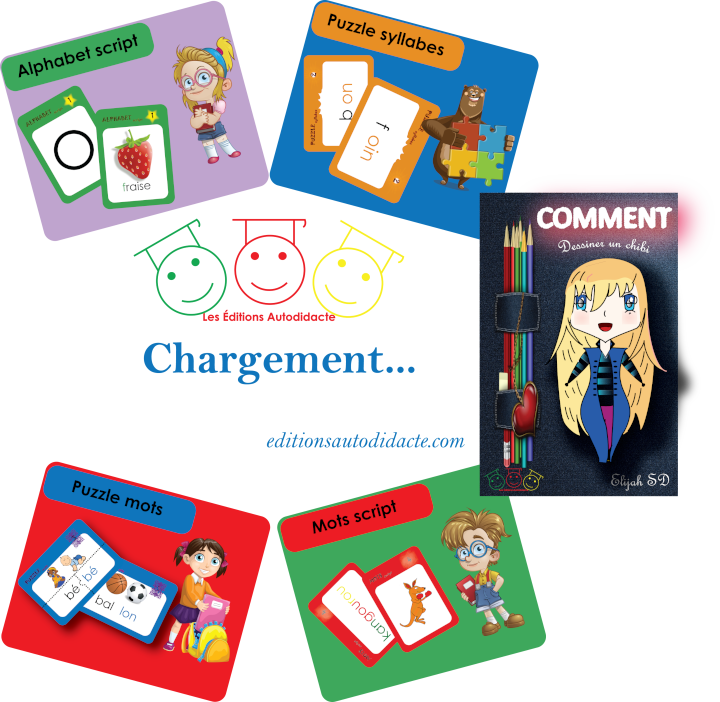 Alphabet script
ALPHABET
O
ALPHABET
fraise
Puzzle syllabes
PUZZLE
f oin
COMMENT
Dessiner un chibi
Elijah SD
Les Éditions Autodidacte
Chargement...
editionsautodidacte.com
Puzzle mots
bé bé
bal lon
Mots script
kangourou